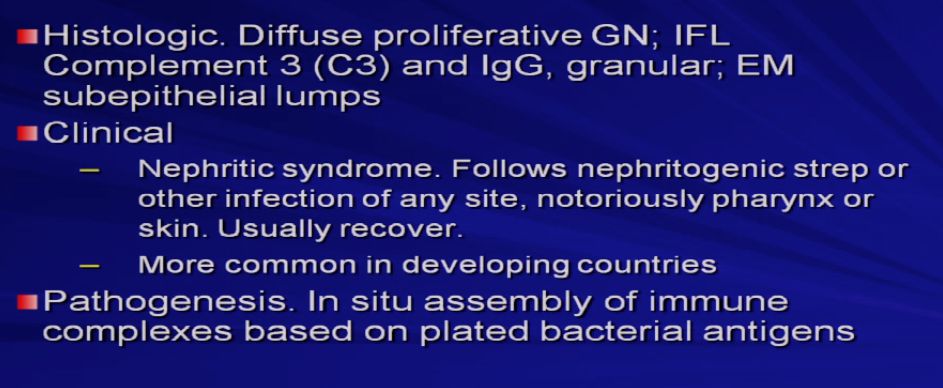 Histologic. Diffuse proliferative GN; IFL
Complement 3 (C3) and IgG, granular; EM
subepithelial lumps
Clinical
– Nephritic syndrome. Follows nephritogenic strep or
other infection of any site, notoriously pharynx or
skin. Usually recover.
– More common in developing countries
Pathogenesis. In situ assembly of immune
complexes based on plated bacterial antigens